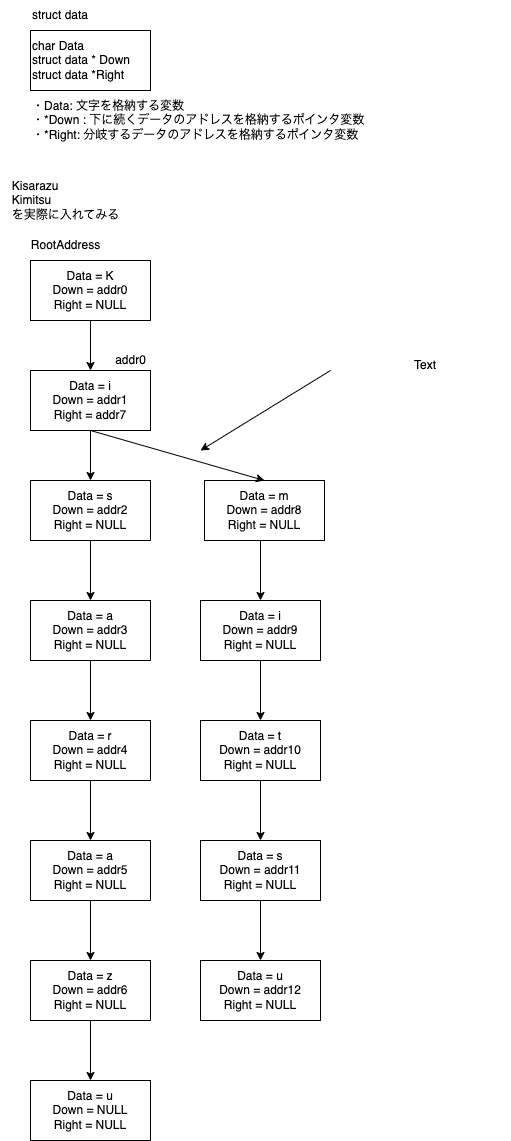 struct data
char Data
struct data * Down
struct data *Right
・Data: 文字を格納する変数
・*Down : 下に続くデータのアドレスを格納するポインタ変数
・*Right: 分岐するデータのアドレスを格納するポインタ変数
Kisarazu
Kimitsu
を実際に入れてみる
RootAddress
Data = K
Down = addr0
Right = NULL
addr0
Text
Data = i
Down = addr1
Right = addr7
Data = s
Down = addr2
Right = NULL
Data = m
Down = addr8
Right = NULL
Data = a
Down = addr3
Right = NULL
Data = i
Down = addr9
Right = NULL
Data = r
Down = addr4
Right = NULL
Data = t
Down = addr10
Right = NULL
Data = a
Down = addr5
Right = NULL
Data = s
Down = addr11
Right = NULL
Data = z
Down = addr6
Right = NULL
Data = u
Down = addr12
Right = NULL
Data = u
Down = NULL
Right = NULL